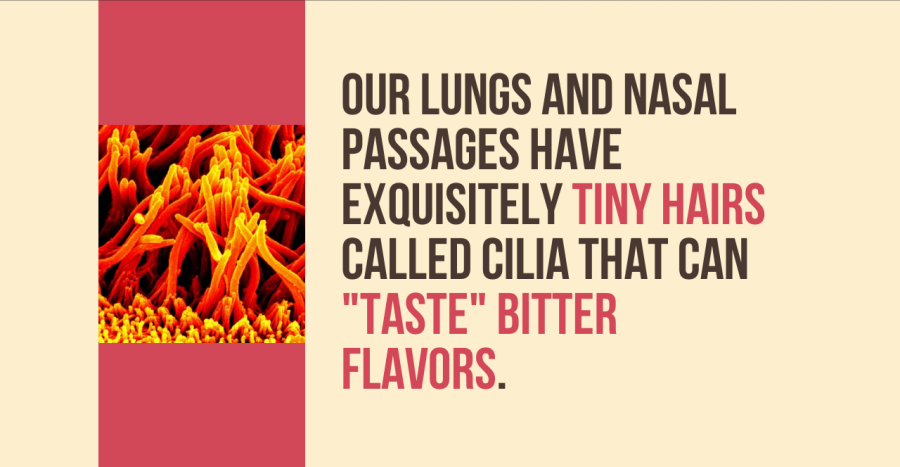 OUR LUNGS AND NASAL
PASSAGES HAVE
EXQUISITELY TINY HAIRS
CALLED CILIA THAT CAN
"TASTE" BITTER
FLAVORS.